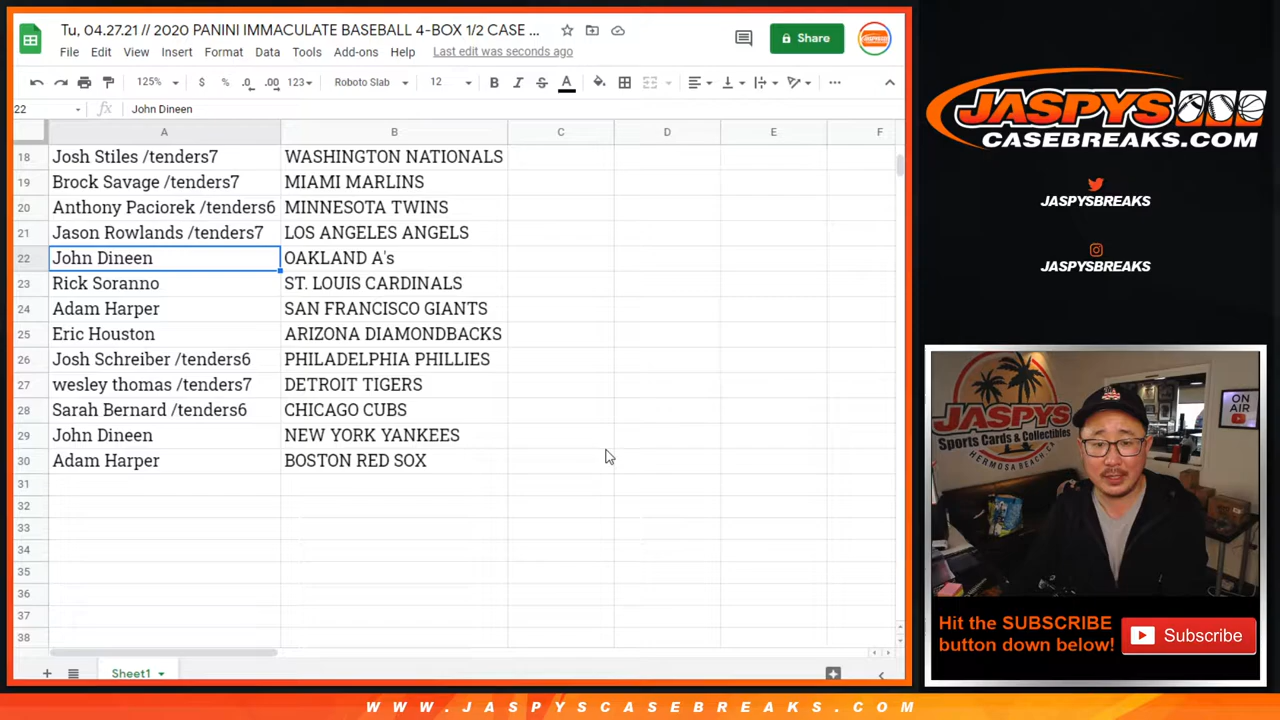 Tu, 04.27.21 // 2020 PANINI IMMACULATE BASEBALL 4-BOX 1/2 CASE ...
Share
File Edit View Insert Format Data Tools Add-ons Help Last edit was seconds ago
125% $ % .0 .00 123 Roboto Slab 12 B I S A
22 fx John Dineen
A B C D E F
18 Josh Stiles /tenders7 WASHINGTON NATIONALS
19 Brock Savage /tenders7 MIAMI MARLINS
20 Anthony Paciorek /tenders6 MINNESOTA TWINS
21 Jason Rowlands /tenders7 LOS ANGELES ANGELS
22 John Dineen OAKLAND A's
23 Rick Soranno ST. LOUIS CARDINALS
24 Adam Harper SAN FRANCISCO GIANTS
25 Eric Houston ARIZONA DIAMONDBACKS
26 Josh Schreiber /tenders6 PHILADELPHIA PHILLIES
27 wesley thomas /tenders7 DETROIT TIGERS
28 Sarah Bernard /tenders6 CHICAGO CUBS
29 John Dineen NEW YORK YANKEES
30 Adam Harper BOSTON RED SOX
31
32
33
34
35
36
37
38
Sheet1
JASPYS
CASEBREAKS.COM
JASPYSBREAKS
JASPYSBREAKS
JASPYS
Sports Cards & Collectibles
HERMOSA BEACH, CA
ON
AIR
Hit the SUBSCRIBE
button down below!
Subscribe
WWW.JASPYSCASEBREAKS.COM